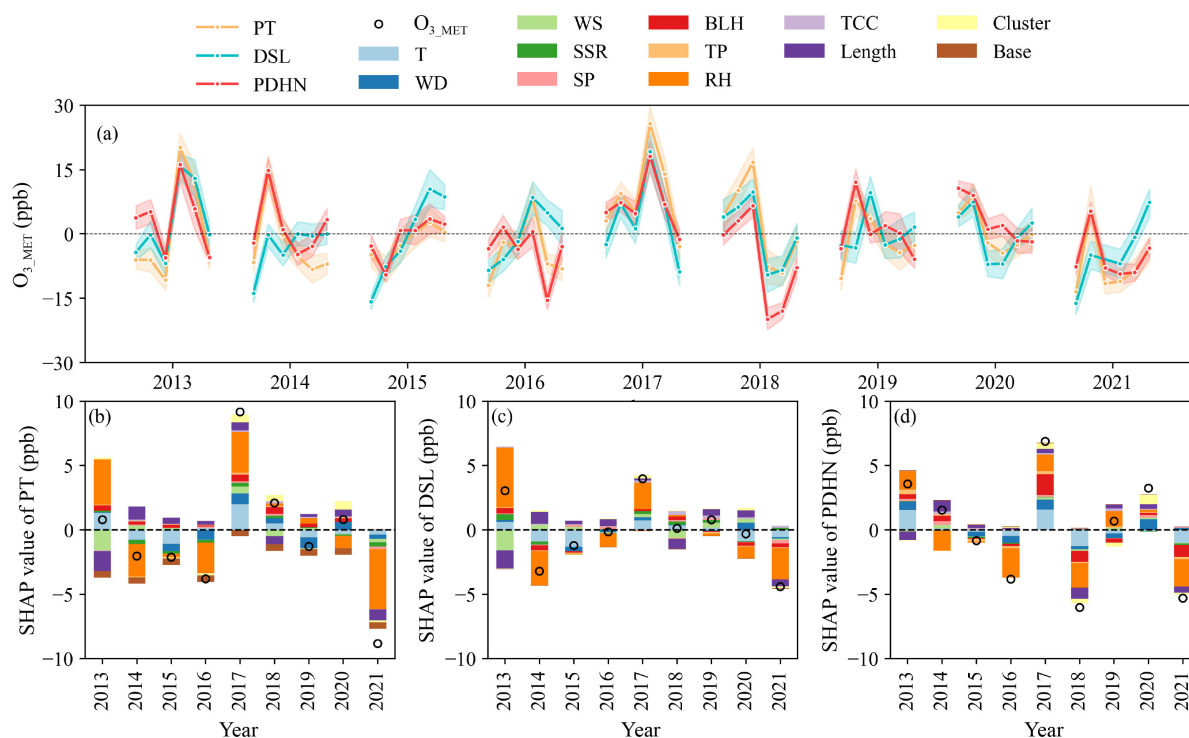 PT
DSL
PDHN
O3_MET
T
WD
WS
SSR
SP
BLH
TP
RH
TCC
Length
Cluster
Base
(a)
O3_MET (ppb)
30
15
0
−15
−30
2013 2014 2015 2016 2017 2018 2019 2020 2021
(b)
SHAP value of PT (ppb)
10
5
0
−5
−10
2013 2014 2015 2016 2017 2018 2019 2020 2021
Year
(c)
SHAP value of DSL (ppb)
10
5
0
−5
−10
2013 2014 2015 2016 2017 2018 2019 2020 2021
Year
(d)
SHAP value of PDHN (ppb)
10
5
0
−5
−10
2013 2014 2015 2016 2017 2018 2019 2020 2021
Year